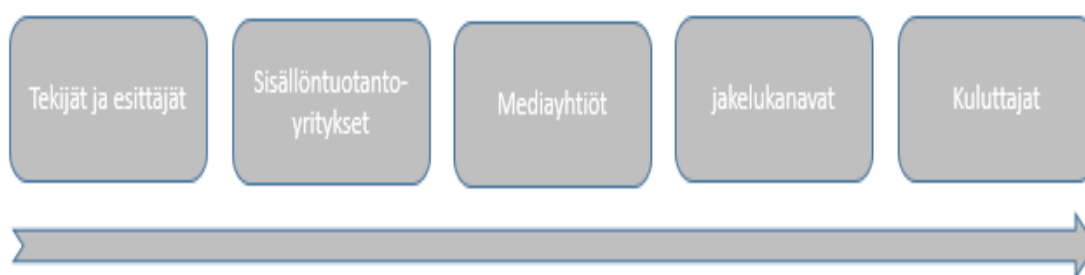 Tekijät ja esittäjät
Sisällöntuotanto-
yritykset
Mediayhtiöt
jakelukanavat
Kuluttajat